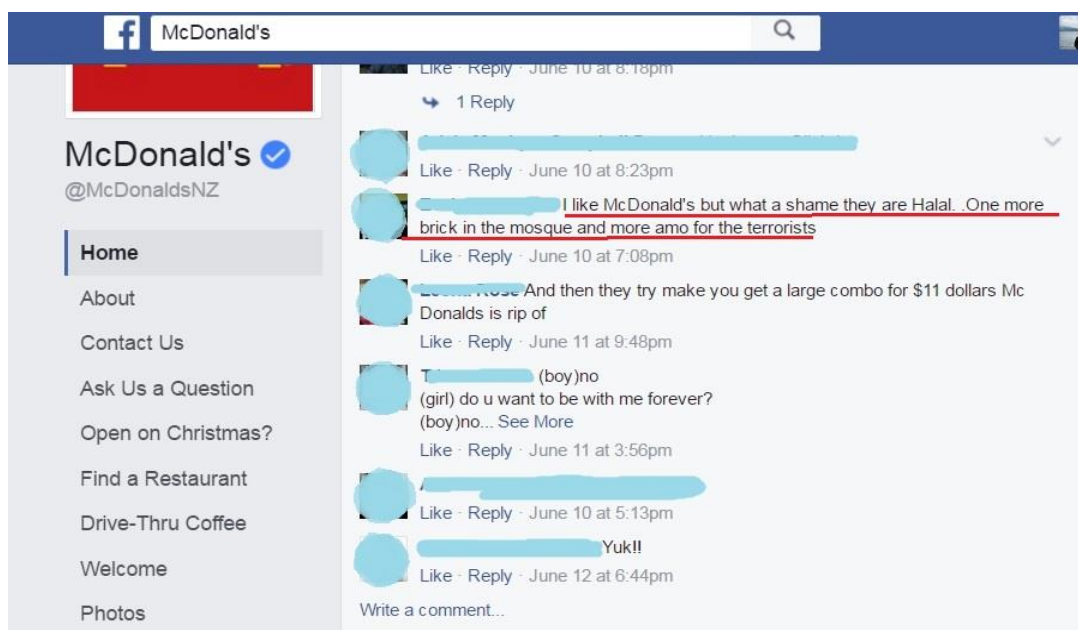 McDonald's
Like · Reply · June 10 at 8:18pm
1 Reply
McDonald's
@McDonaldsNZ
Home
About
Contact Us
Ask Us a Question
Open on Christmas?
Find a Restaurant
Drive-Thru Coffee
Welcome
Photos
Like · Reply · June 10 at 8:23pm
I like McDonald's but what a shame they are Halal. .One more
brick in the mosque and more amo for the terrorists
Like · Reply · June 10 at 7:08pm
And then they try make you get a large combo for $11 dollars Mc
Donalds is rip of
Like · Reply · June 11 at 9:48pm
(boy)no
(girl) do u want to be with me forever?
(boy)no... See More
Like · Reply · June 11 at 3:56pm
Like · Reply · June 10 at 5:13pm
Yuk!!
Like · Reply · June 12 at 6:44pm
Write a comment...